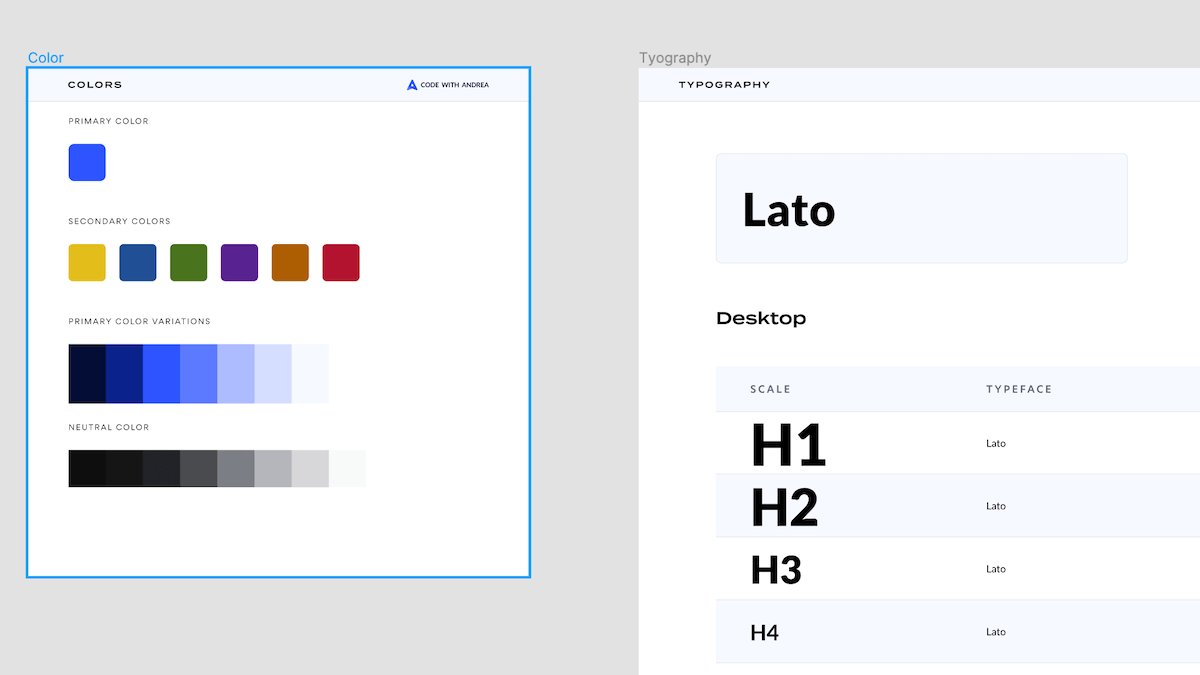 Color
COLORS
CODE WITH ANDREA
PRIMARY COLOR
SECONDARY COLORS
PRIMARY COLOR VARIATIONS
NEUTRAL COLOR
Tyography
TYPOGRAPHY
Lato
Desktop
SCALE TYPEFACE
H1 Lato
H2 Lato
H3 Lato
H4 Lato